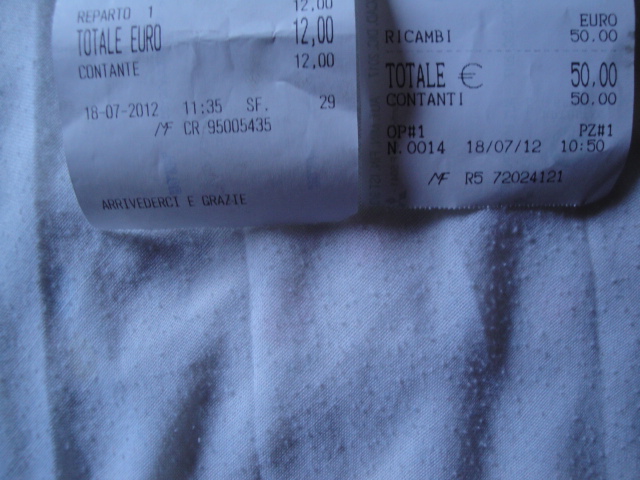 12,00
REPARTO 1
TOTALE EURO 12,00
CONTANTE 12,00
18-07-2012 11:35 SF. 29
MF CR 95005435
ARRIVEDERCI E GRAZIE
EURO
RICAMBI 50.00
TOTALE € 50.00
CONTANTI 50.00
OP#1 PZ#1
N.0014 18/07/12 10:50
MF R5 72024121